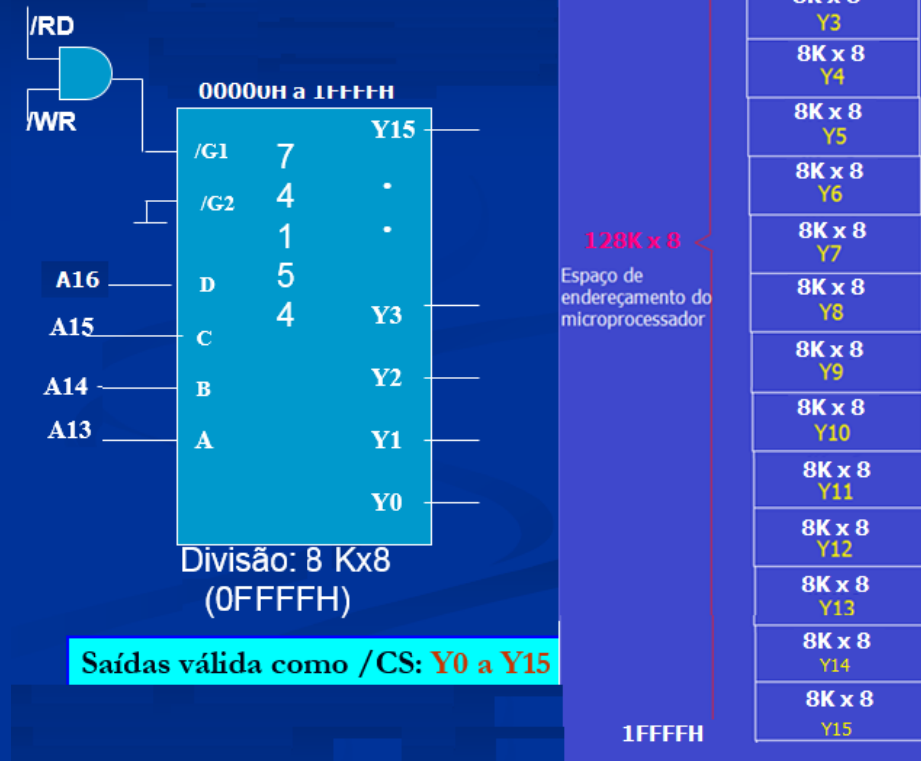 /RD
/WR
00000H a 1FFFFH
/G1
/G2
D
C
B
A
7
4
1
5
4
Y15
Y3
Y2
Y1
Y0
A16
A15
A14
A13
Divisão: 8 Kx8
(0FFFFH)
Saídas válida como /CS: Y0 a Y15
128K x 8
Espaço de
endereçamento do
microprocessador
1FFFFH
8K x 8
Y3
8K x 8
Y4
8K x 8
Y5
8K x 8
Y6
8K x 8
Y7
8K x 8
Y8
8K x 8
Y9
8K x 8
Y10
8K x 8
Y11
8K x 8
Y12
8K x 8
Y13
8K x 8
Y14
8K x 8
Y15